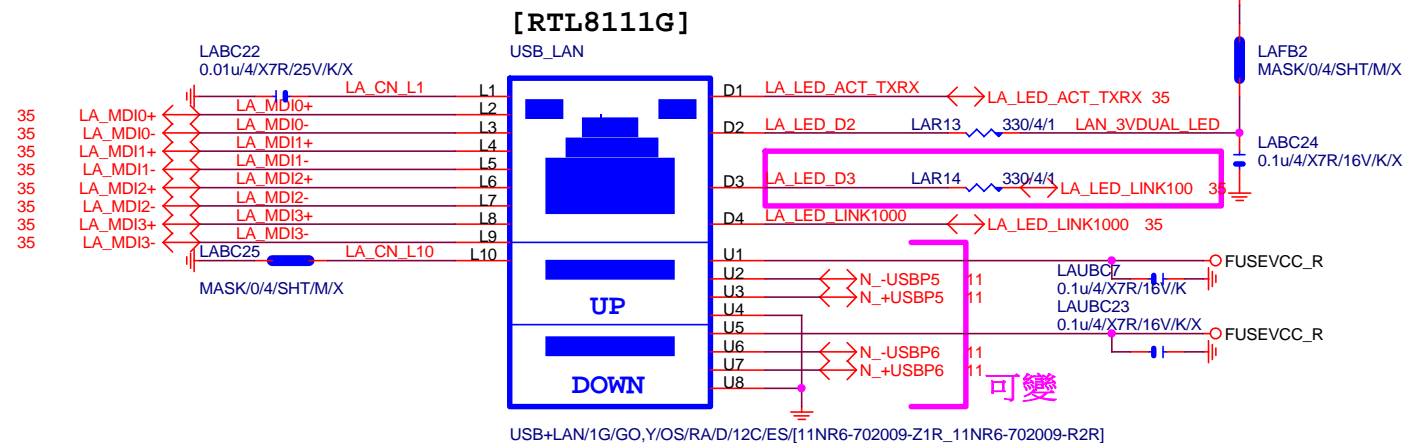 [RTL8111G]
USB_LAN
LABC22
0.01u/4/X7R/25V/K/X
LAFB2
MASK/0/4/SHT/M/X
LA_CN_L1 L1
35 LA_MDI0+ LA_MDI0+ L2
35 LA_MDI0- LA_MDI0- L3
35 LA_MDI1+ LA_MDI1+ L4
35 LA_MDI1- LA_MDI1- L5
35 LA_MDI2+ LA_MDI2+ L6
35 LA_MDI2- LA_MDI2- L7
35 LA_MDI3+ LA_MDI3+ L8
35 LA_MDI3- LA_MDI3- L9
LABC25 LA_CN_L10 L10
MASK/0/4/SHT/M/X
D1 LA_LED_ACT_TXRX LA_LED_ACT_TXRX 35
D2 LA_LED_D2 LAR13 330/4/1 LAN_3VDUAL_LED
LABC24
0.1u/4/X7R/16V/K/X
D3 LA_LED_D3 LAR14 330/4/1 LA_LED_LINK100 35
D4 LA_LED_LINK1000 LA_LED_LINK1000 35
U1 FUSEVCC_R
U2 N_-USBP5 11
U3 N_+USBP5 11
LAUBC7
0.1u/4/X7R/16V/K
U4
UP
LAUBC23
0.1u/4/X7R/16V/K/X
U5 FUSEVCC_R
U6 N_-USBP6 11
U7 N_+USBP6 11
U8
DOWN
可變
USB+LAN/1G/GO,Y/OS/RA/D/12C/ES/[11NR6-702009-Z1R_11NR6-702009-R2R]